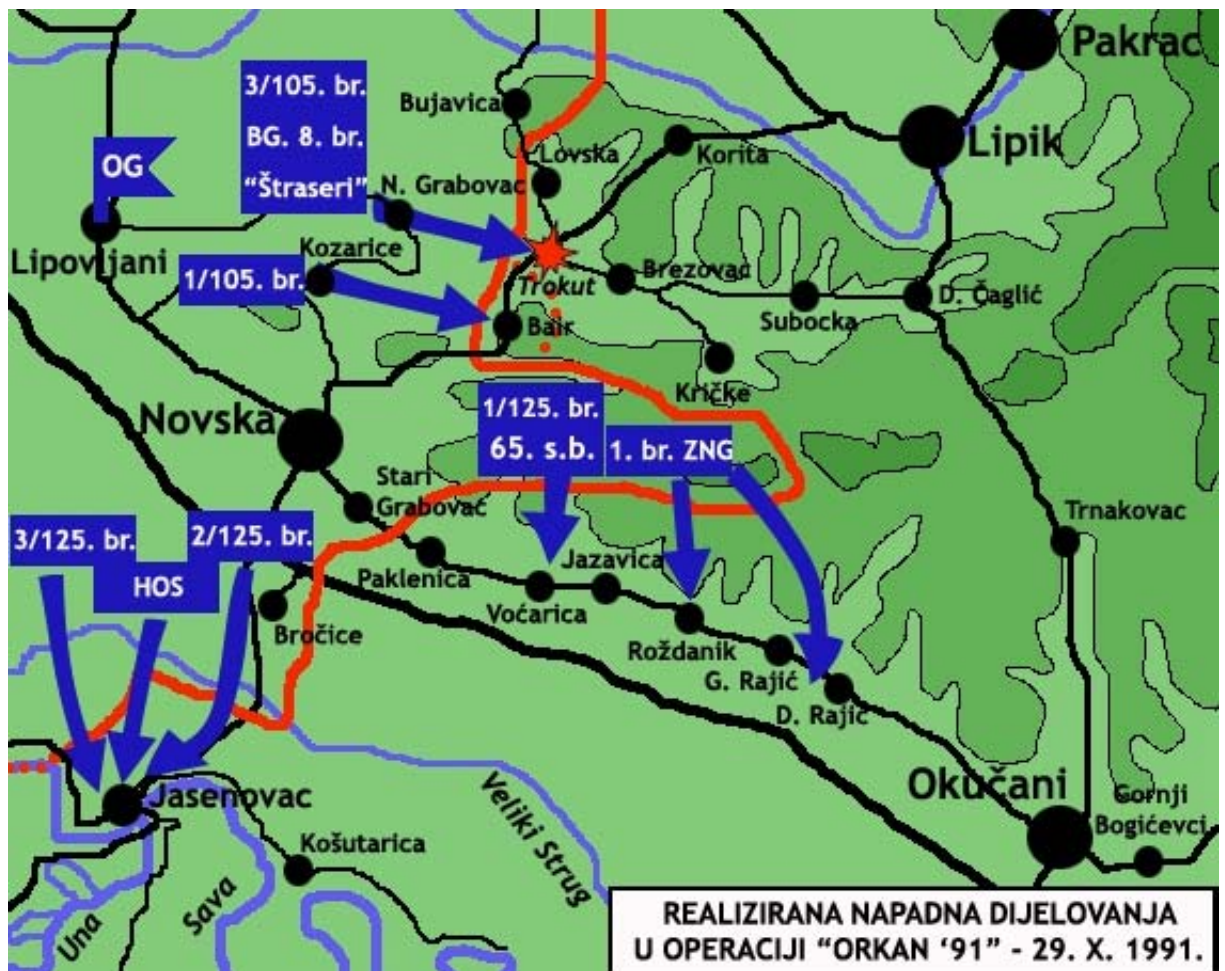 Pakrac
3/105. br.
BG. 8. br.
“Štraseri”
Bujavica
Lipik
Lovska
Korita
OG
N. Grabovac
Lipovljani
Kozarice
1/105. br.
Trokut
Brezovac
D. Čaglić
Subocka
Bair
Kričke
Novska
1/125. br.
65. s.b.
1. br. ZNG
Stari
Grabovac
Trnakovac
3/125. br.
2/125. br.
HOS
Paklenica
Jazavica
Voćarica
Bročice
Roždanik
G. Rajić
D. Rajić
Jasenovac
Okučani
Gornji
Bogićevci
Košutarica
Veliki Strug
Sava
Una
REALIZIRANA NAPADNA DIJELOVANJA
U OPERACIJI “ORKAN ‘91” - 29. X. 1991.